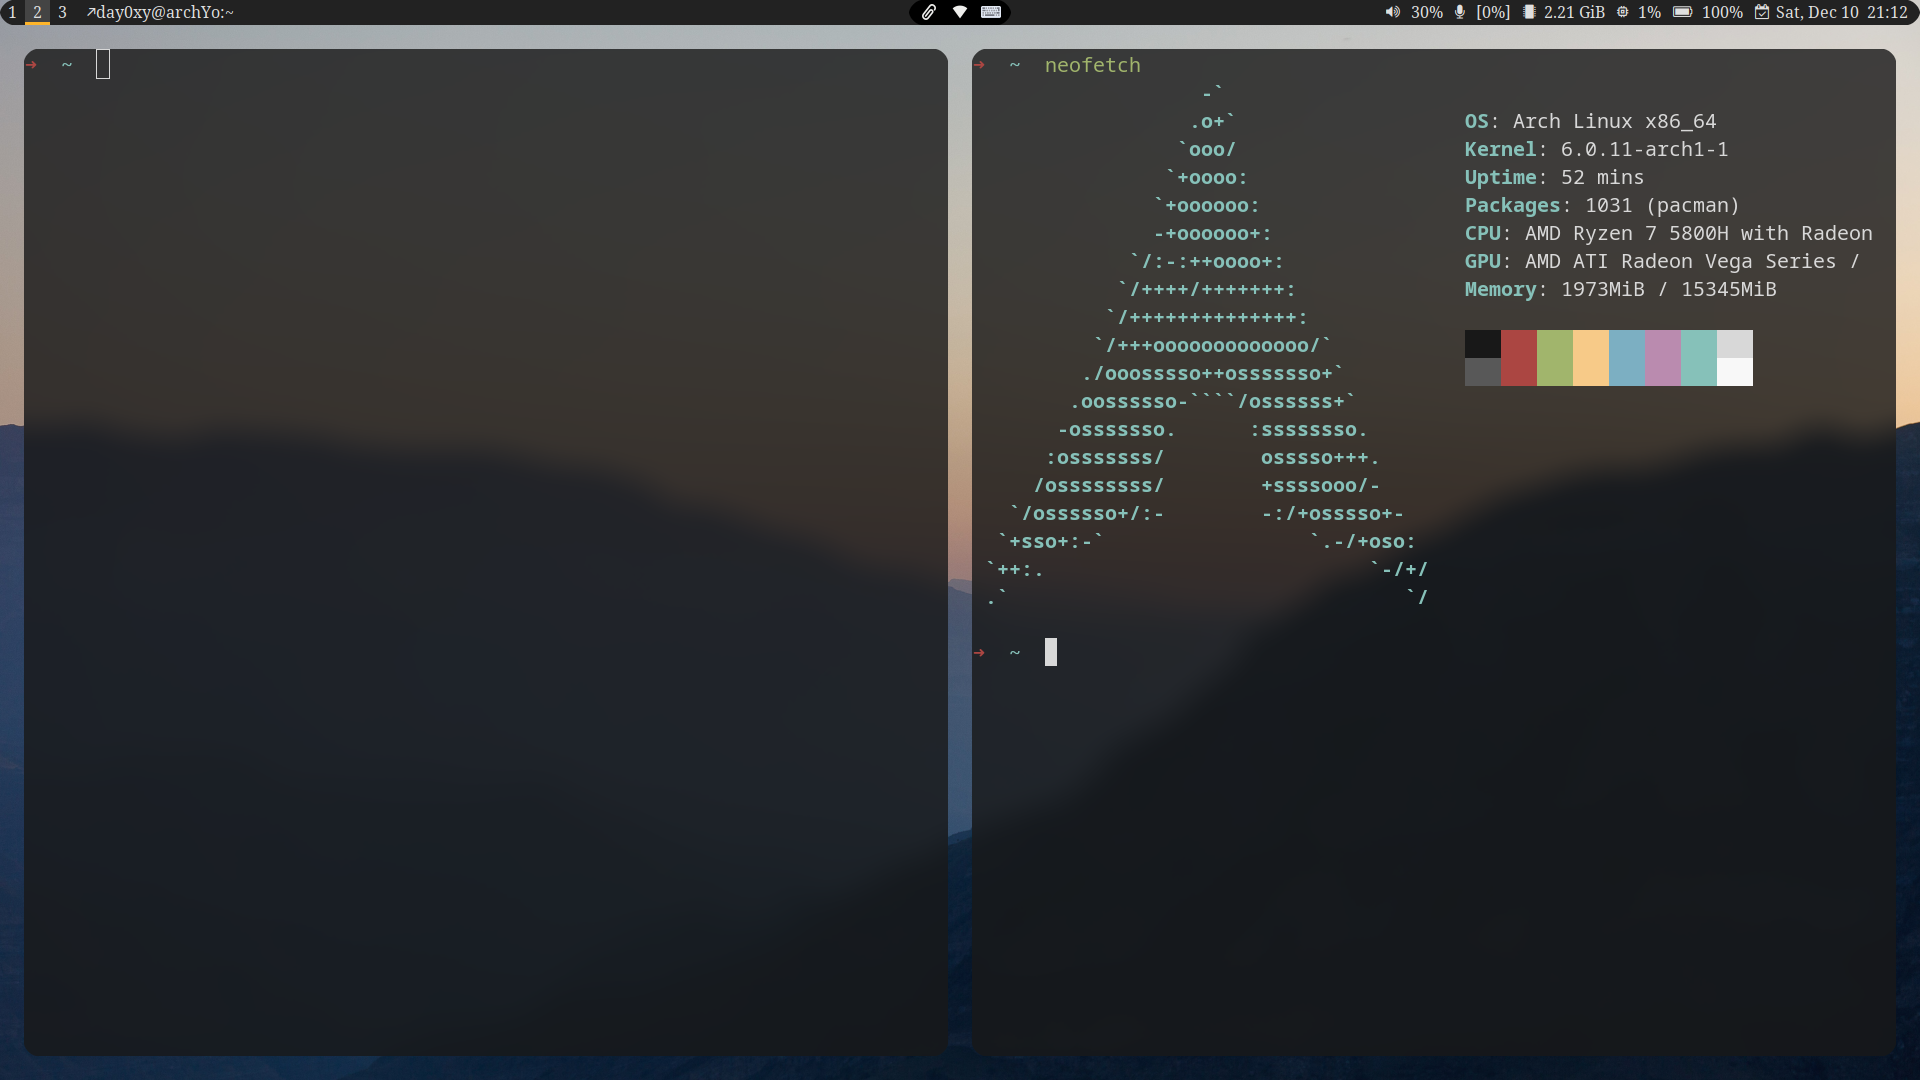 1 2 3 ↗day0xy@archYo:~
30% [0%] 2.21 GiB 1% 100% Sat, Dec 10 21:12
➜ ~
➜ ~ neofetch
                  -`
                 .o+`
                `ooo/
               `+oooo:
              `+oooooo:
              -+oooooo+:
            `/:-:++oooo+:
           `/++++/+++++++:
          `/++++++++++++++:
         `/+++ooooooooooooo/`
        ./ooosssso++osssssso+`
       .oossssso-````/ossssss+`
      -osssssso.      :ssssssso.
     :osssssss/        osssso+++.
    /ossssssss/        +ssssooo/-
  `/ossssso+/:-        -:/+osssso+-
 `+sso+:-`                 `.-/+oso:
`++:.                           `-/+/
.`                                 `/
OS: Arch Linux x86_64
Kernel: 6.0.11-arch1-1
Uptime: 52 mins
Packages: 1031 (pacman)
CPU: AMD Ryzen 7 5800H with Radeon
GPU: AMD ATI Radeon Vega Series /
Memory: 1973MiB / 15345MiB
➜ ~